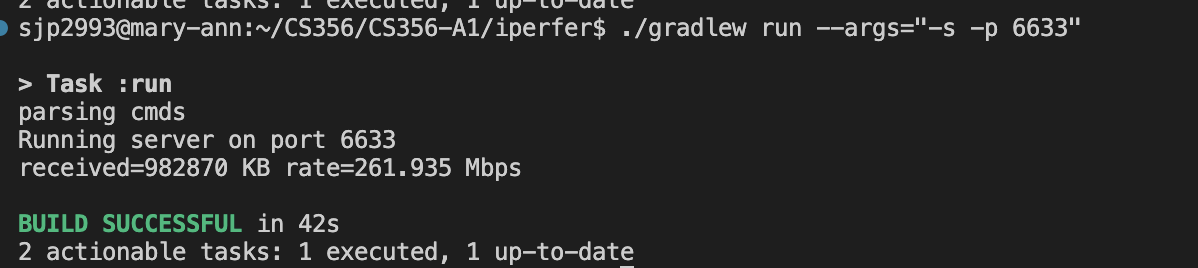 2 actionable tasks: 1 executed, 1 up-to-date
sjp2993@mary-ann:~/CS356/CS356-A1/iperfer$ ./gradlew run --args="-s -p 6633"
> Task :run
parsing cmds
Running server on port 6633
received=982870 KB rate=261.935 Mbps
BUILD SUCCESSFUL in 42s
2 actionable tasks: 1 executed, 1 up-to-date